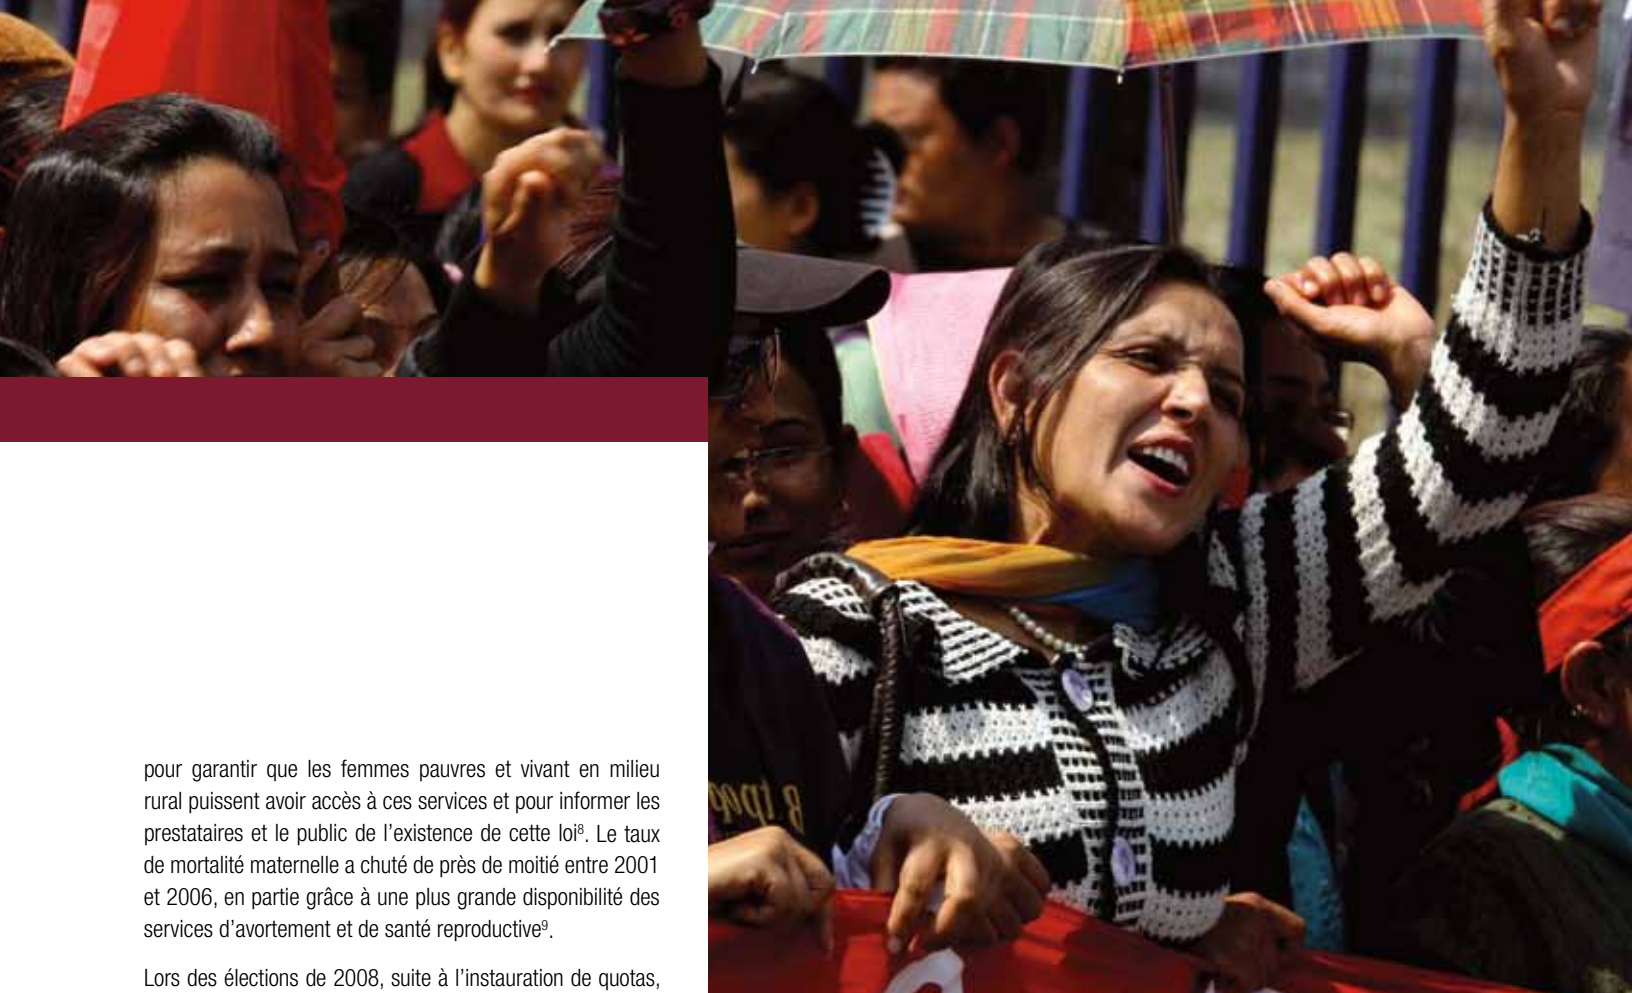 pour garantir que les femmes pauvres et vivant en milieu
rural puissent avoir accès à ces services et pour informer les
prestataires et le public de l'existence de cette loi⁸. Le taux
de mortalité maternelle a chuté de près de moitié entre 2001
et 2006, en partie grâce à une plus grande disponibilité des
services d'avortement et de santé reproductive⁹.
Lors des élections de 2008, suite à l'instauration de quotas,